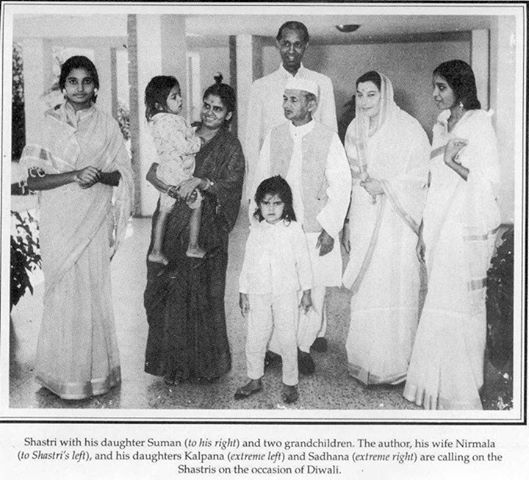 Shastri with his daughter Suman (to his right) and two grandchildren. The author, his wife Nirmala
(to Shastri's left), and his daughters Kalpana (extreme left) and Sadhana (extreme right) are calling on the
Shastris on the occasion of Diwali.